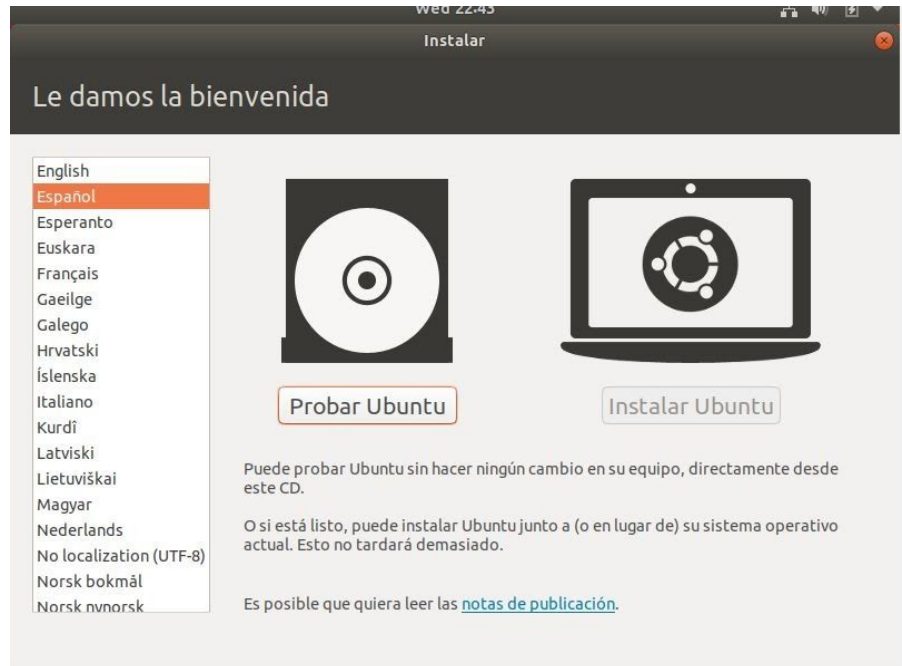 Wed 22:43
Instalar
Le damos la bienvenida
English
Español
Esperanto
Euskara
Français
Gaeilge
Galego
Hrvatski
Íslenska
Italiano
Kurdî
Latviski
Lietuviškai
Magyar
Nederlands
No localization (UTF-8)
Norsk bokmål
Norsk nynorsk
Probar Ubuntu
Instalar Ubuntu
Puede probar Ubuntu sin hacer ningún cambio en su equipo, directamente desde
este CD.
O si está listo, puede instalar Ubuntu junto a (o en lugar de) su sistema operativo
actual. Esto no tardará demasiado.
Es posible que quiera leer las notas de publicación.